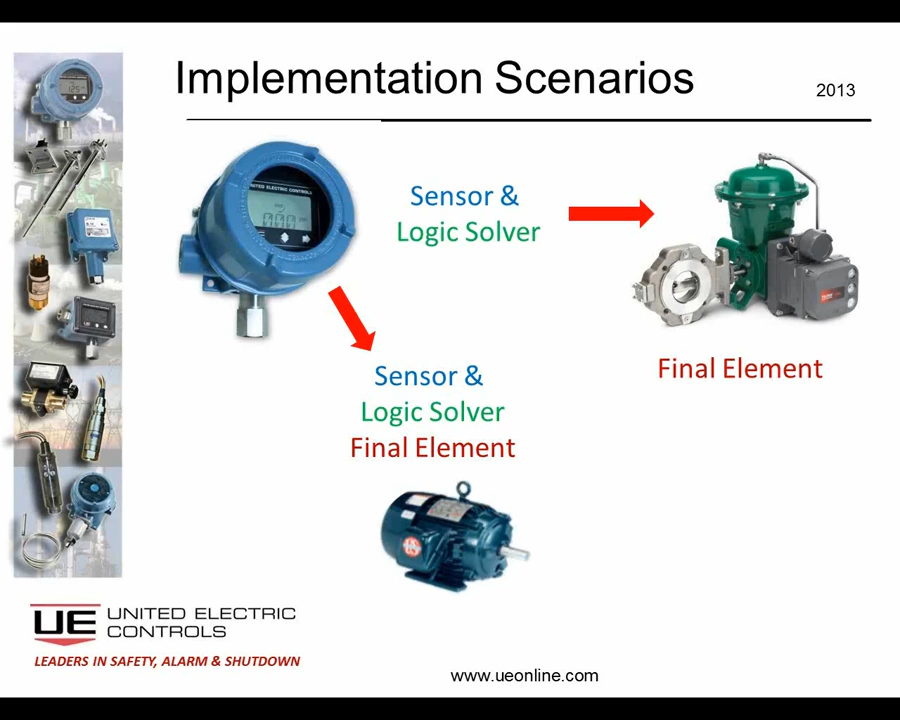 Implementation Scenarios
2013
UNITED ELECTRIC CONTROLS
Sensor &
Logic Solver
Final Element
Sensor &
Logic Solver
Final Element
UE UNITED ELECTRIC
CONTROLS
LEADERS IN SAFETY, ALARM & SHUTDOWN
www.ueonline.com